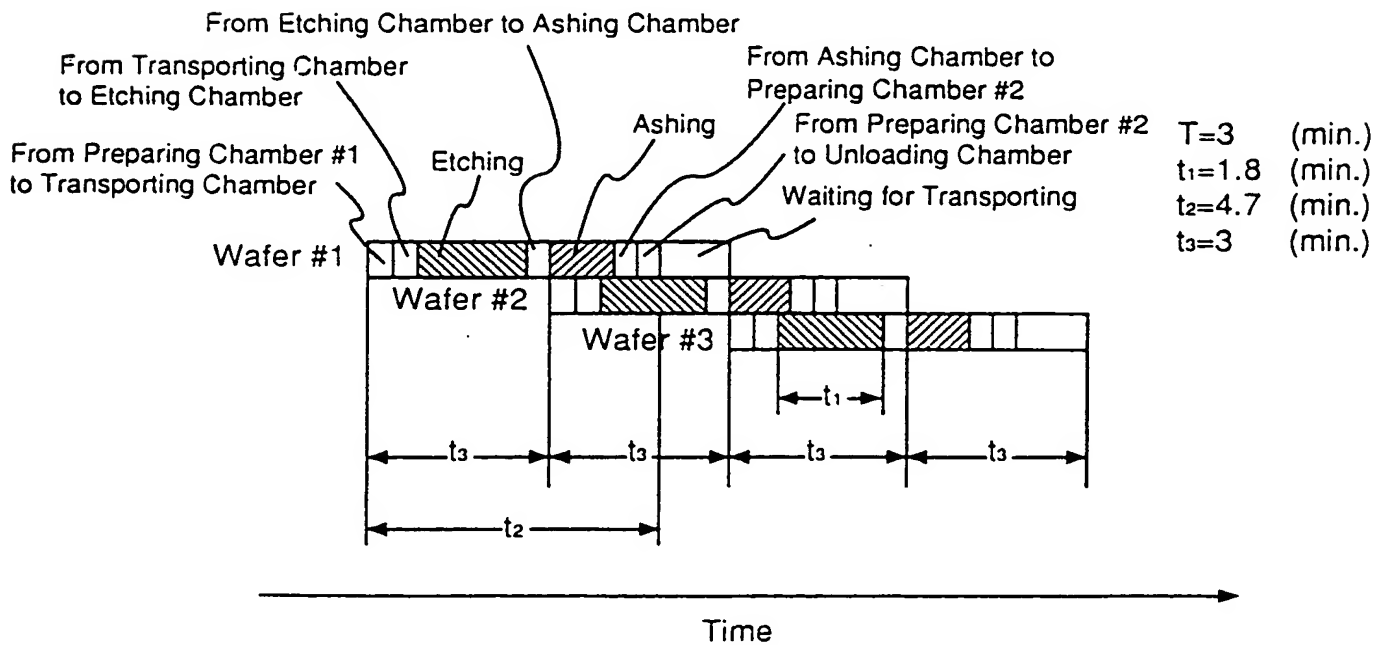 From Etching Chamber to Ashing Chamber
From Transporting Chamber
to Etching Chamber
From Ashing Chamber to
Preparing Chamber #2
From Preparing Chamber #1
to Transporting Chamber
Etching
Ashing
From Preparing Chamber #2
to Unloading Chamber
Waiting for Transporting
T=3 (min.)
t1=1.8 (min.)
t2=4.7 (min.)
t3=3 (min.)
Wafer #1
Wafer #2
Wafer #3
t1
t3 t3 t3 t3
t2
Time